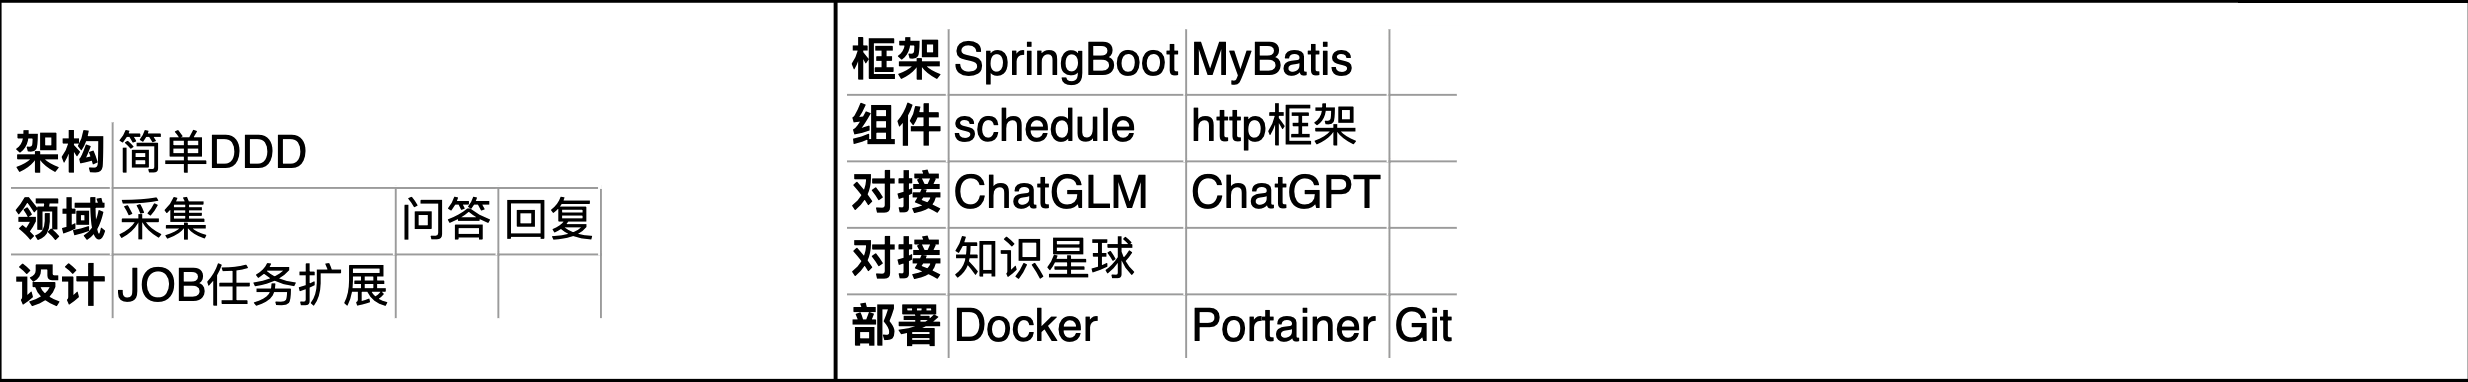 架构 简单DDD
领域 采集 问答 回复
设计 JOB任务扩展
框架 SpringBoot MyBatis
组件 schedule http框架
对接 ChatGLM ChatGPT
对接 知识星球
部署 Docker Portainer Git